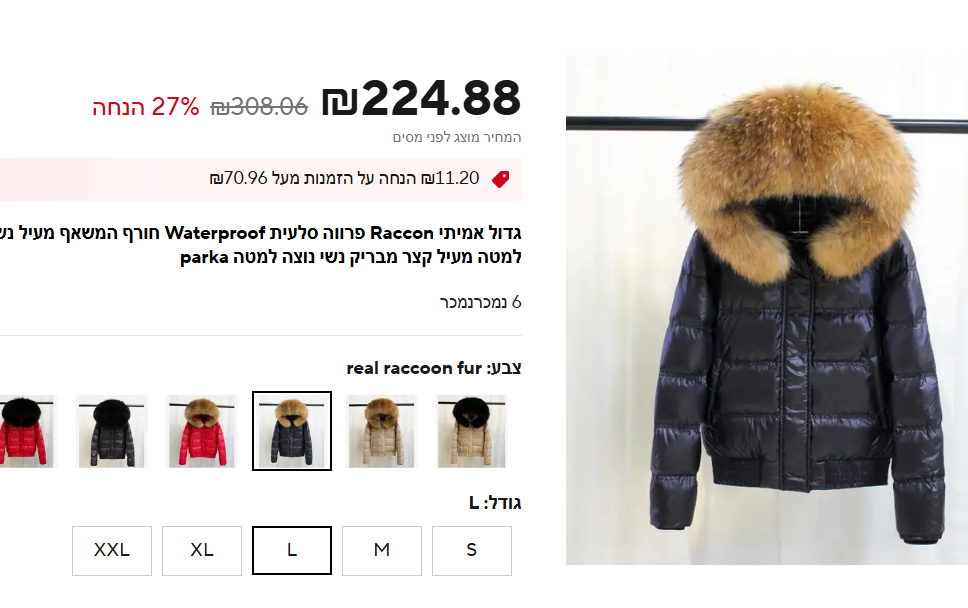 ₪224.88 ₪308.06 27% הנחה
המחיר מוצג לפני מסים
₪11.20 הנחה על הזמנות מעל ₪70.96
גדול אמיתי Raccon פרווה סלעית Waterproof חורף המשאף מעיל
למטה מעיל קצר מבריק נשי נוצה למטה parka
6 נמכרנמכר
צבע: real raccoon fur
גודל: L
S M L XL XXL